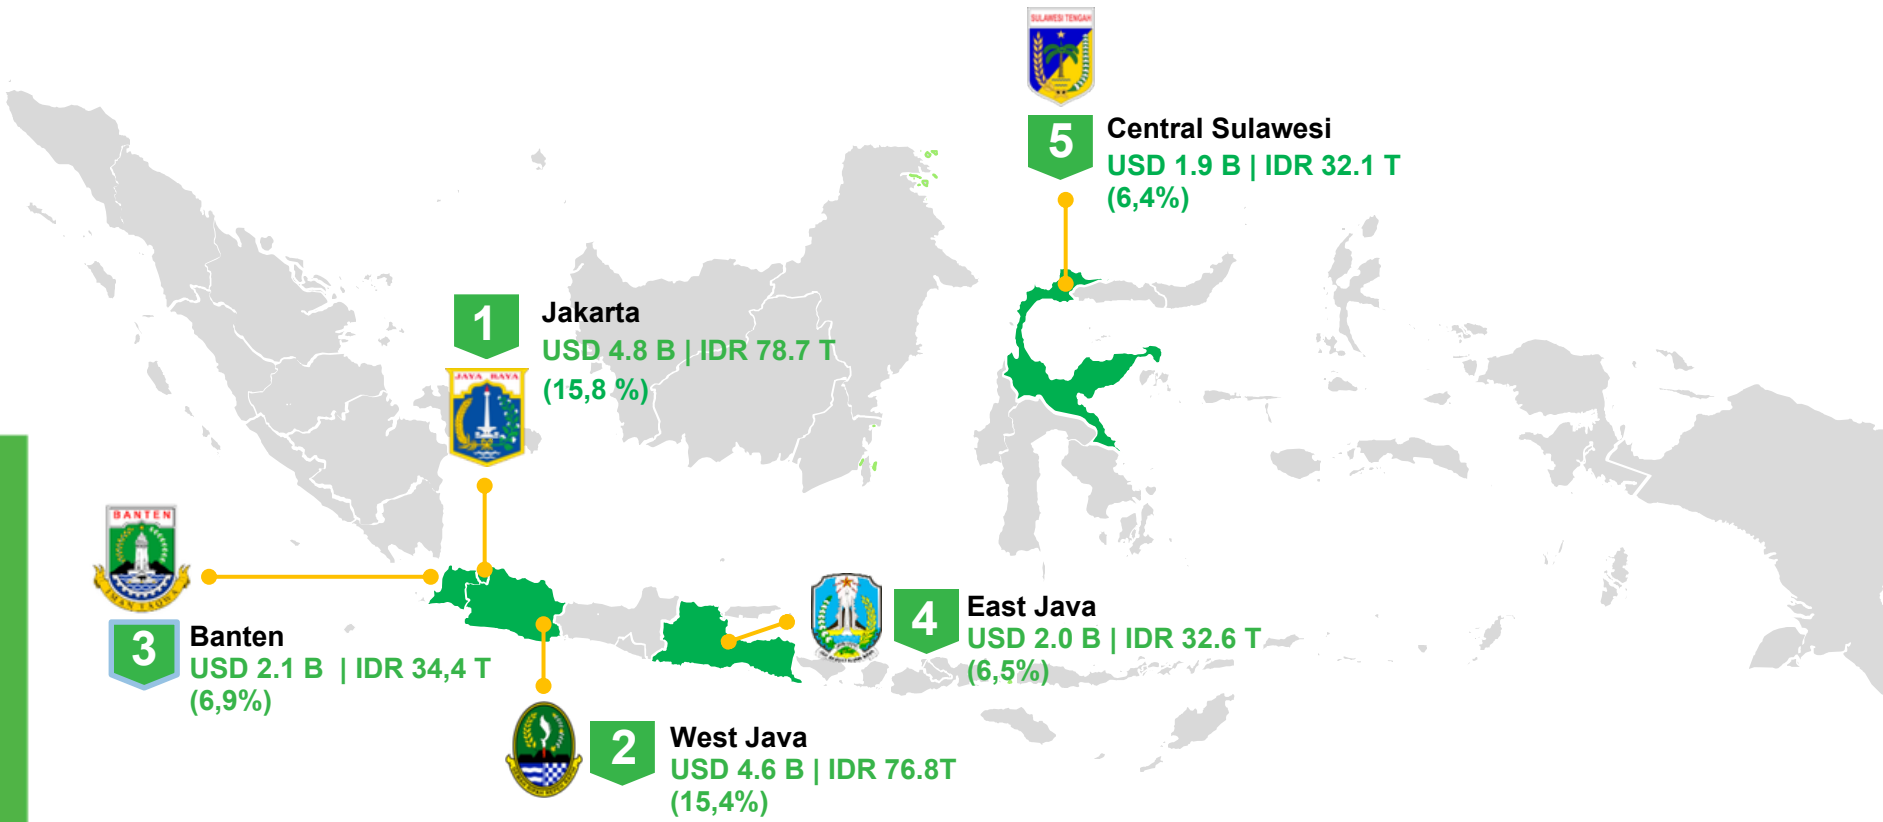 SULAWESI TENGAH
5
Central Sulawesi
USD 1.9 B | IDR 32.1 T
(6,4%)
1
Jakarta
USD 4.8 B | IDR 78.7 T
(15,8 %)
JAYA RAYA
BANTEN
IMAN TAQWA
3
Banten
USD 2.1 B | IDR 34,4 T
(6,9%)
4
East Java
USD 2.0 B | IDR 32.6 T
(6,5%)
2
West Java
USD 4.6 B | IDR 76.8T
(15,4%)